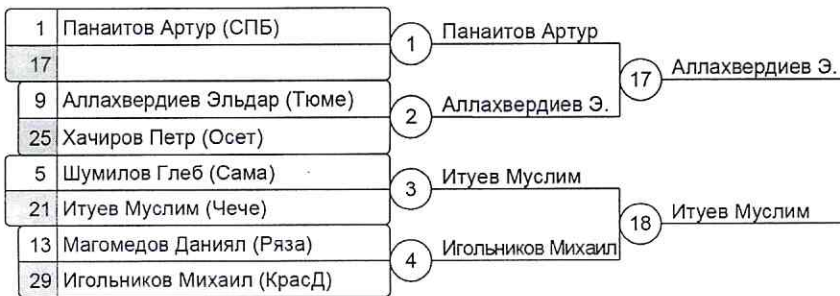 1 Панаитов Артур (СПБ)
17
1
Панаитов Артур
9 Аллахвердиев Эльдар (Тюме)
25 Хачиров Петр (Осет)
2
Аллахвердиев Э.
17
Аллахвердиев Э.
5 Шумилов Глеб (Сама)
21 Итуев Муслим (Чече)
3
Итуев Муслим
13 Магомедов Даниял (Ряза)
29 Игольников Михаил (КрасД)
4
Игольников Михаил
18
Итуев Муслим